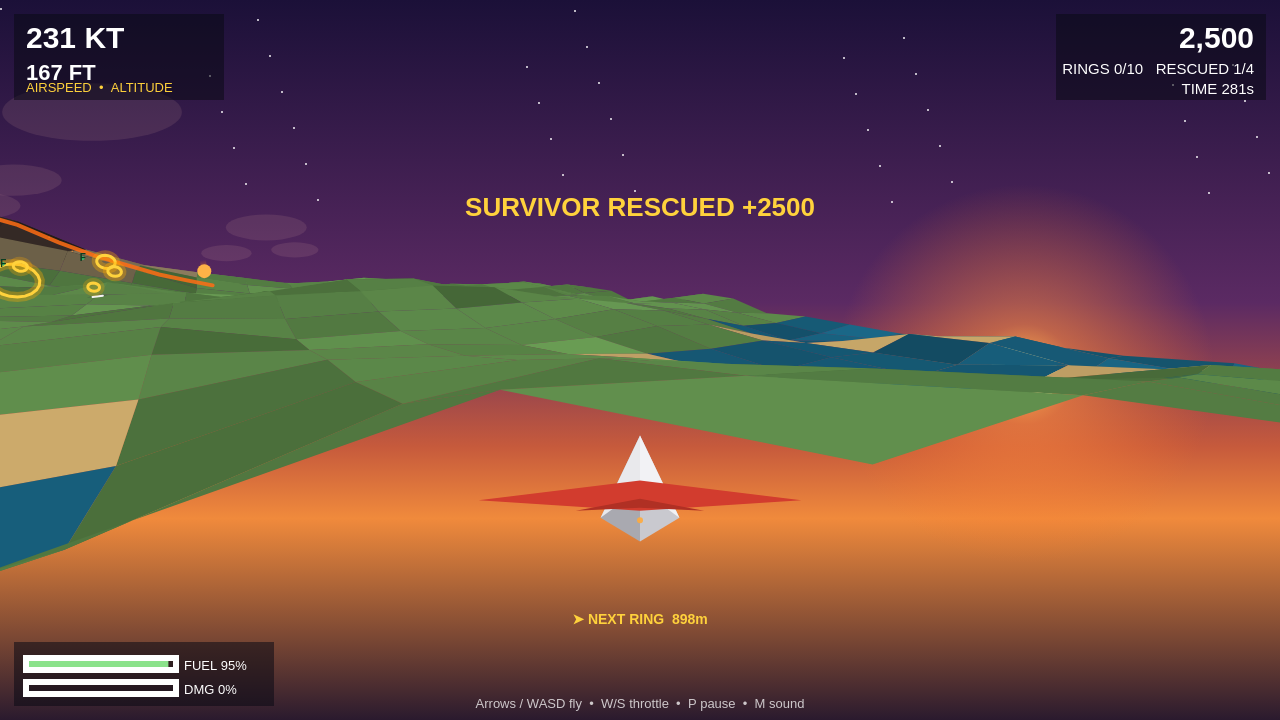 231 KT
167 FT
AIRSPEED • ALTITUDE
2,500
RINGS 0/10 RESCUED 1/4
TIME 281s
SURVIVOR RESCUED +2500
F
F
➤ NEXT RING 898m
FUEL 95%
DMG 0%
Arrows / WASD fly • W/S throttle • P pause • M sound